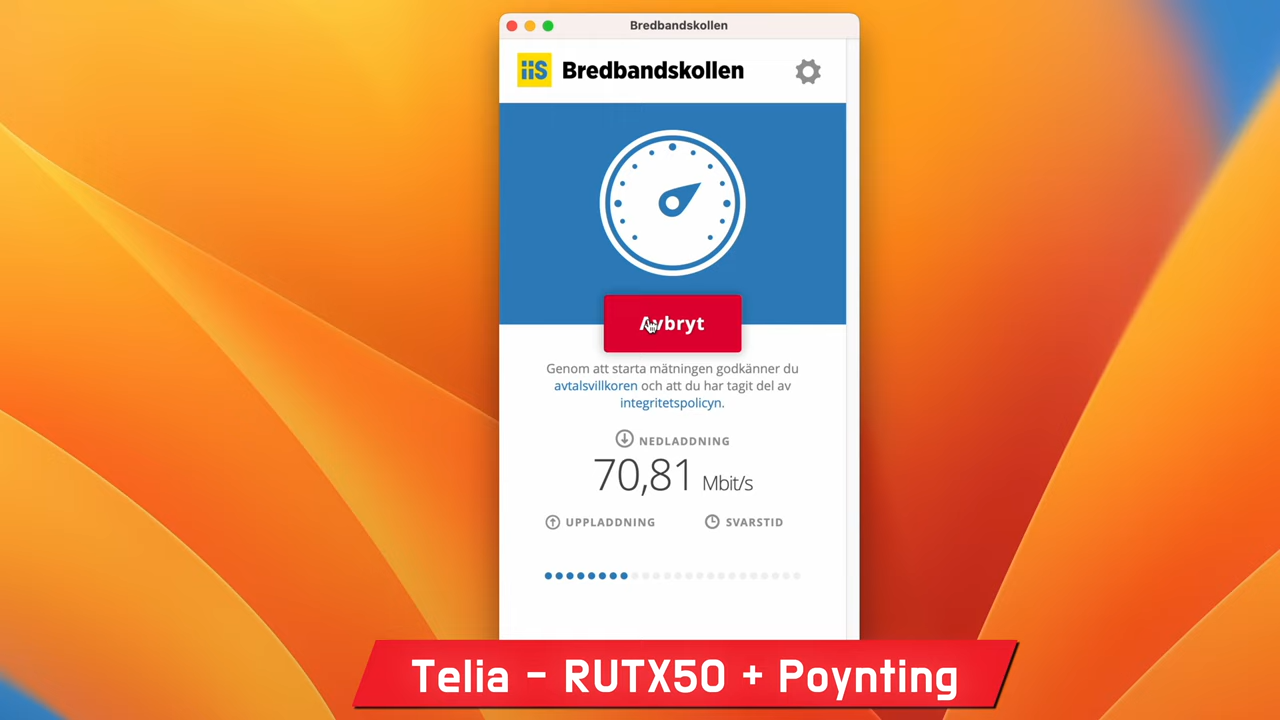 Bredbandskollen
iis Bredbandskollen
Avbryt
Genom att starta mätningen godkänner du
avtalsvillkoren och att du har tagit del av
integritetspolicyn.
NEDLADDNING
70,81 Mbit/s
UPPLADDNING SVARSTID
Telia - RUTX50 + Poynting